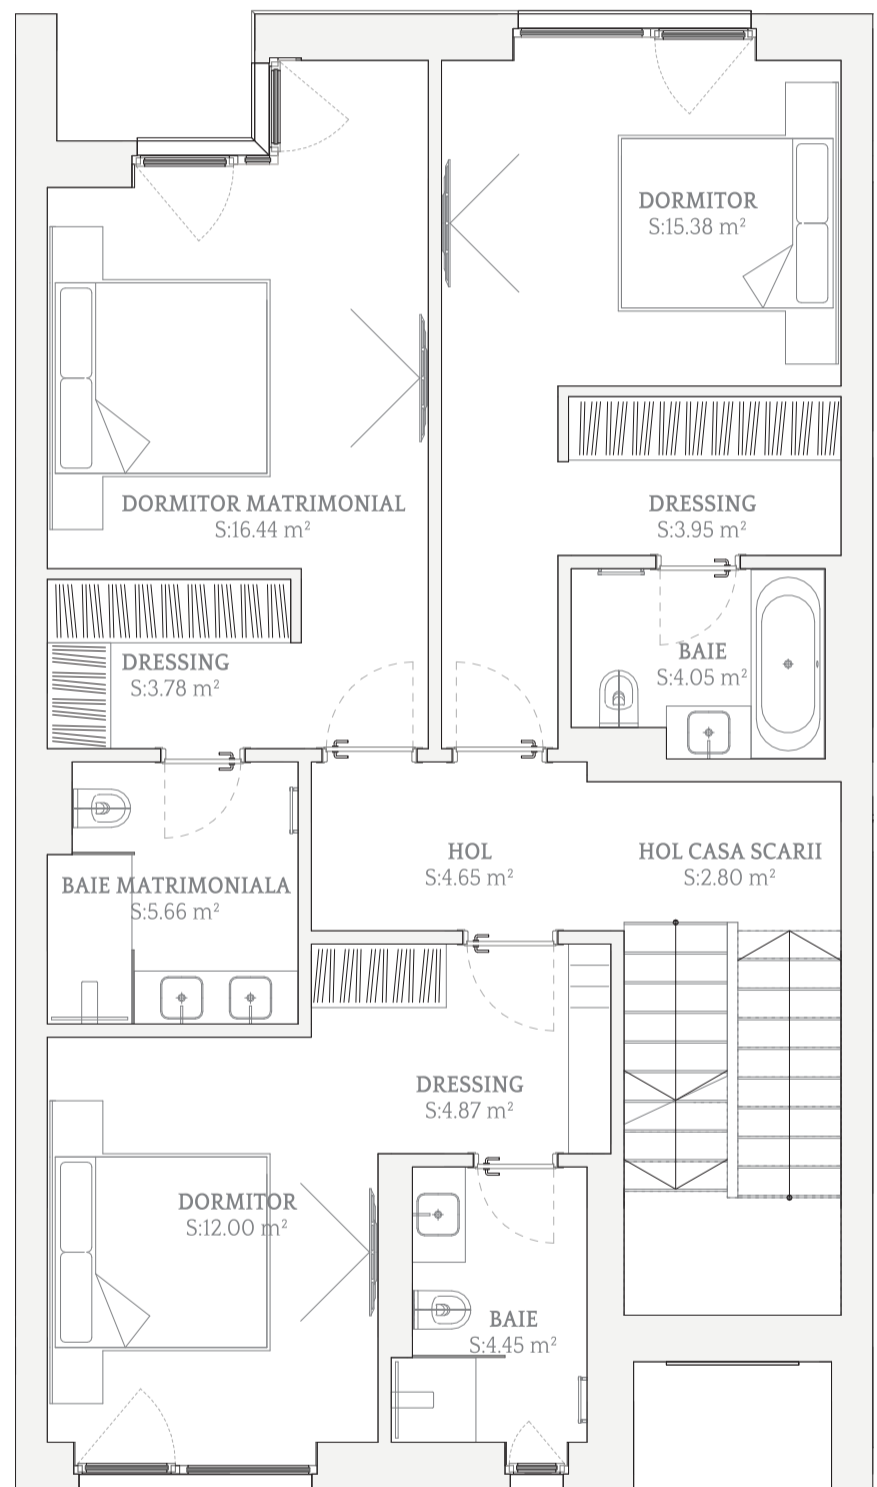 DORMITOR
S:15.38 m²
DORMITOR MATRIMONIAL
S:16.44 m²
DRESSING
S:3.95 m²
DRESSING
S:3.78 m²
BAIE
S:4.05 m²
HOL
S:4.65 m²
HOL CASA SCARII
S:2.80 m²
BAIE MATRIMONIALA
S:5.66 m²
DRESSING
S:4.87 m²
DORMITOR
S:12.00 m²
BAIE
S:4.45 m²